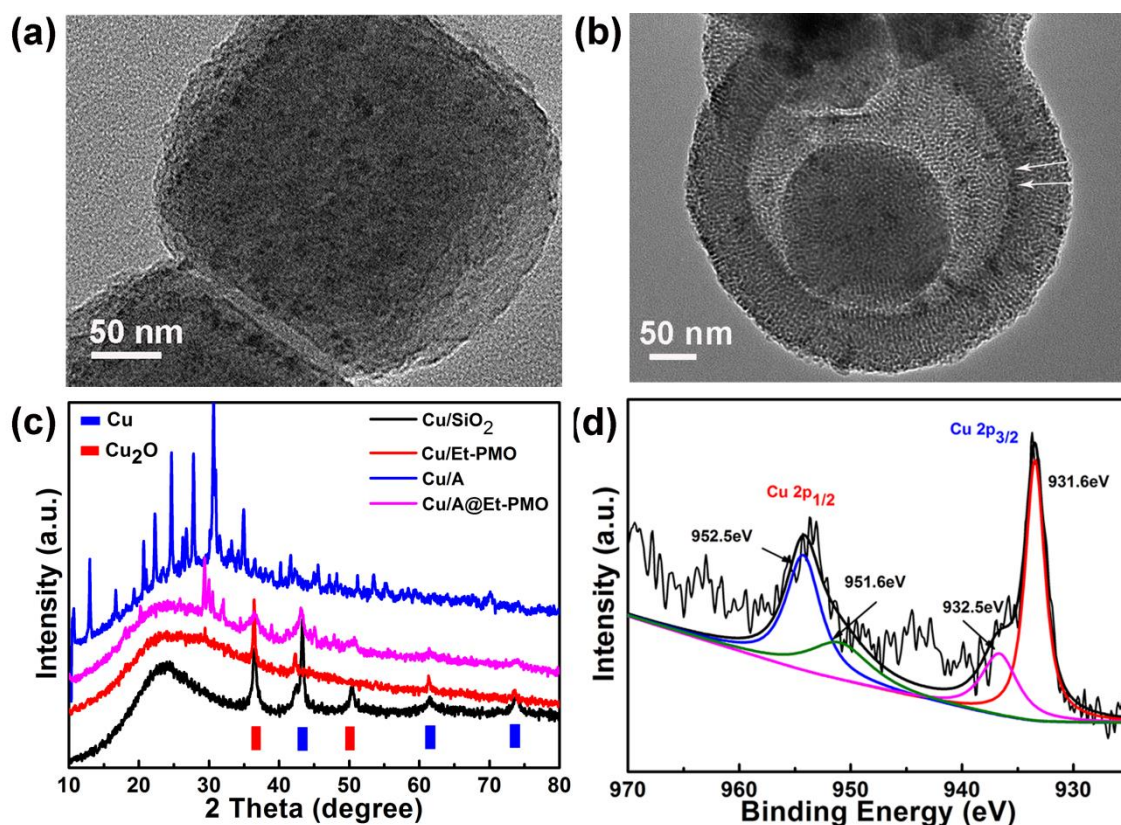 (a)
50 nm
(b)
50 nm
(c)
Cu
Cu2O
Cu/SiO2
Cu/Et-PMO
Cu/A
Cu/A@Et-PMO
Intensity (a.u.)
10 20 30 40 50 60 70 80
2 Theta (degree)
(d)
Cu 2p3/2
931.6eV
Cu 2p1/2
952.5eV
951.6eV
932.5eV
Intensity (a.u.)
970 960 950 940 930
Binding Energy (eV)